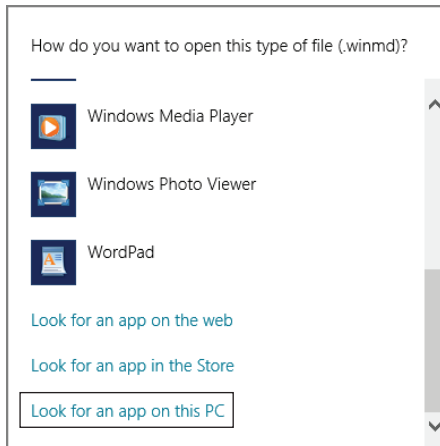 How do you want to open this type of file (.winmd)?
Windows Media Player
Windows Photo Viewer
WordPad
Look for an app on the web
Look for an app in the Store
Look for an app on this PC